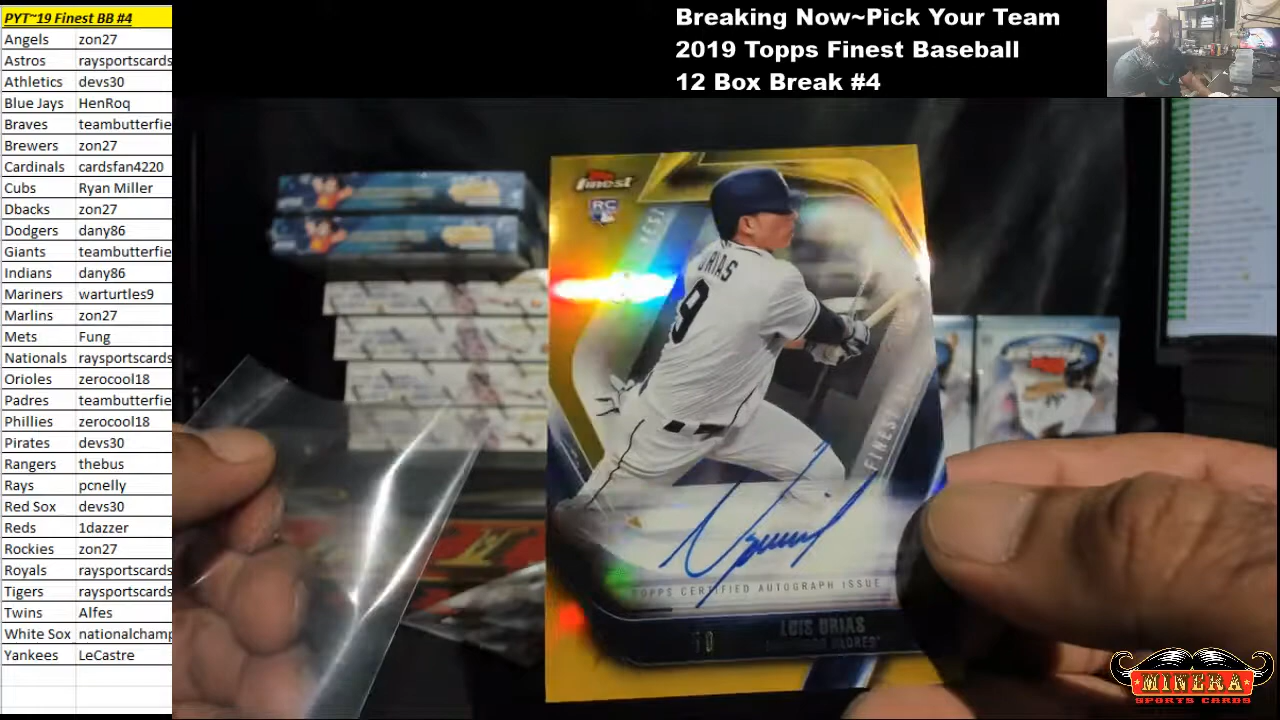 PYT~19 Finest BB #4
Angels zon27
Astros raysportscards
Athletics devs30
Blue Jays HenRoq
Braves teambutterfie
Brewers zon27
Cardinals cardsfan4220
Cubs Ryan Miller
Dbacks zon27
Dodgers dany86
Giants teambutterfie
Indians dany86
Mariners warturtles9
Marlins zon27
Mets Fung
Nationals raysportscards
Orioles zerocool18
Padres teambutterfie
Phillies zerocool18
Pirates devs30
Rangers thebus
Rays pcnelly
Red Sox devs30
Reds 1dazzer
Rockies zon27
Royals raysportscards
Tigers raysportscards
Twins Alfes
White Sox nationalchamp
Yankees LeCastre
Breaking Now~Pick Your Team
2019 Topps Finest Baseball
12 Box Break #4
Finest
RC
URIAS
9
FINEST
TOPPS CERTIFIED AUTOGRAPH ISSUE
LUIS URIAS
MINERA
SPORTS CARDS